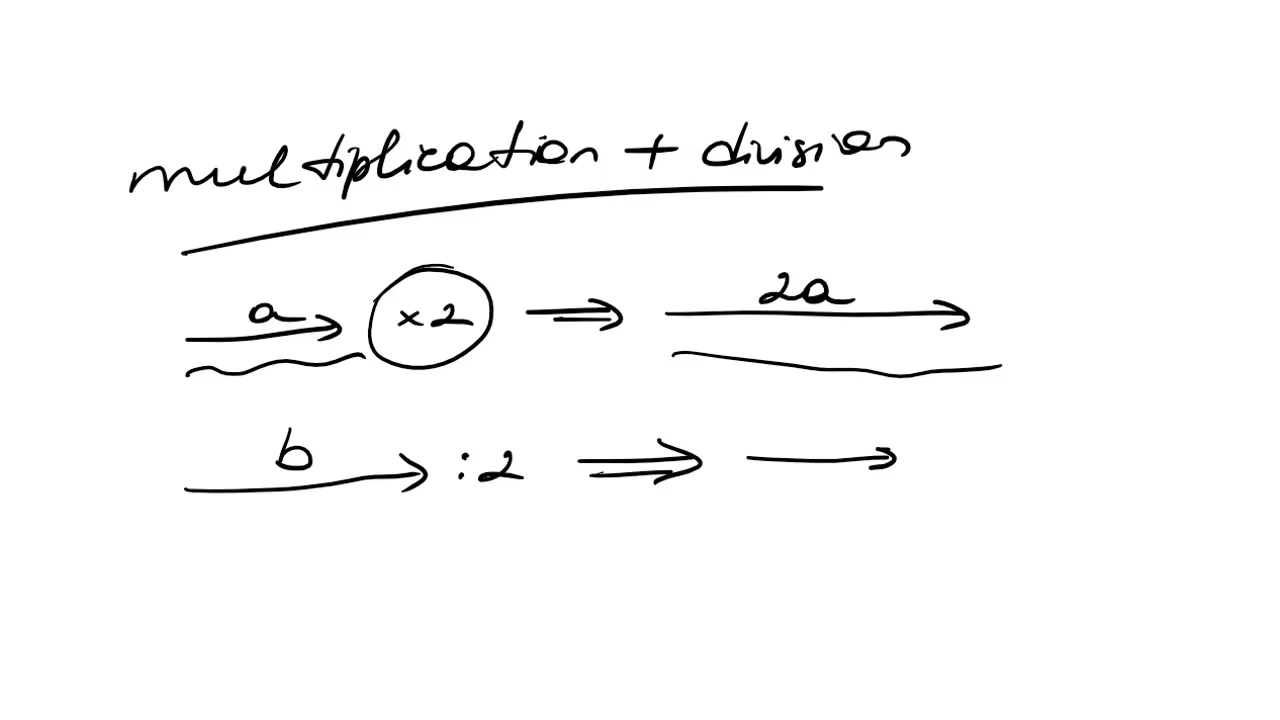 multiplication + division
a ×2 ⇒ 2a
b :2 ⇒